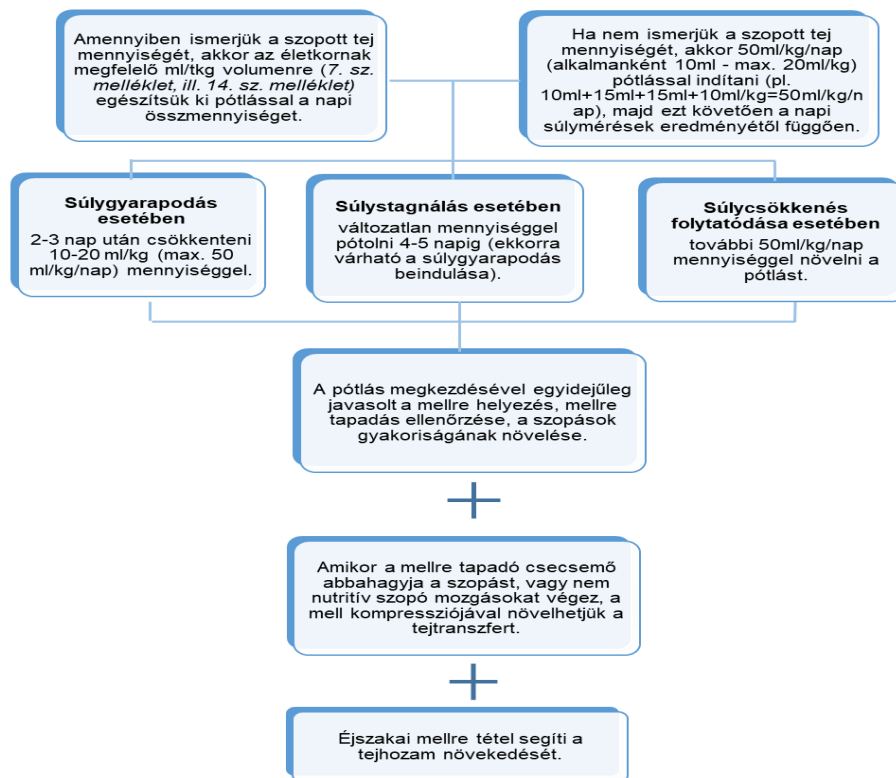 Amennyiben ismerjük a szopott tej
mennyiségét, akkor az életkornak
megfelelő ml/tkg volumenre (7. sz.
melléklet, ill. 14. sz. melléklet)
egészítsük ki pótlással a napi
összmennyiséget.
Ha nem ismerjük a szopott tej
mennyiségét, akkor 50ml/kg/nap
(alkalmanként 10ml - max. 20ml/kg)
pótlással indítani (pl.
10ml+15ml+15ml+10ml/kg=50ml/kg/n
ap), majd ezt követően a napi
súlymérések eredményétől függően.
Súlygyarapodás
esetében
2-3 nap után csökkenteni
10-20 ml/kg (max. 50
ml/kg/nap) mennyiséggel.
Súlystagnálás esetében
változatlan mennyiséggel
pótolni 4-5 napig (ekkorra
várható a súlygyarapodás
beindulása).
Súlycsökkenés
folytatódása esetében
további 50ml/kg/nap
mennyiséggel növelni a
pótlást.
A pótlás megkezdésével egyidejűleg
javasolt a mellre helyezés, mellre
tapadás ellenőrzése, a szopások
gyakoriságának növelése.
Amikor a mellre tapadó csecsemő
abbahagyja a szopást, vagy nem
nutritív szopó mozgásokat végez, a
mell kompressziójával növelhetjük a
tejtranszfert.
Éjszakai mellre tétel segíti a
tejhozam növekedését.